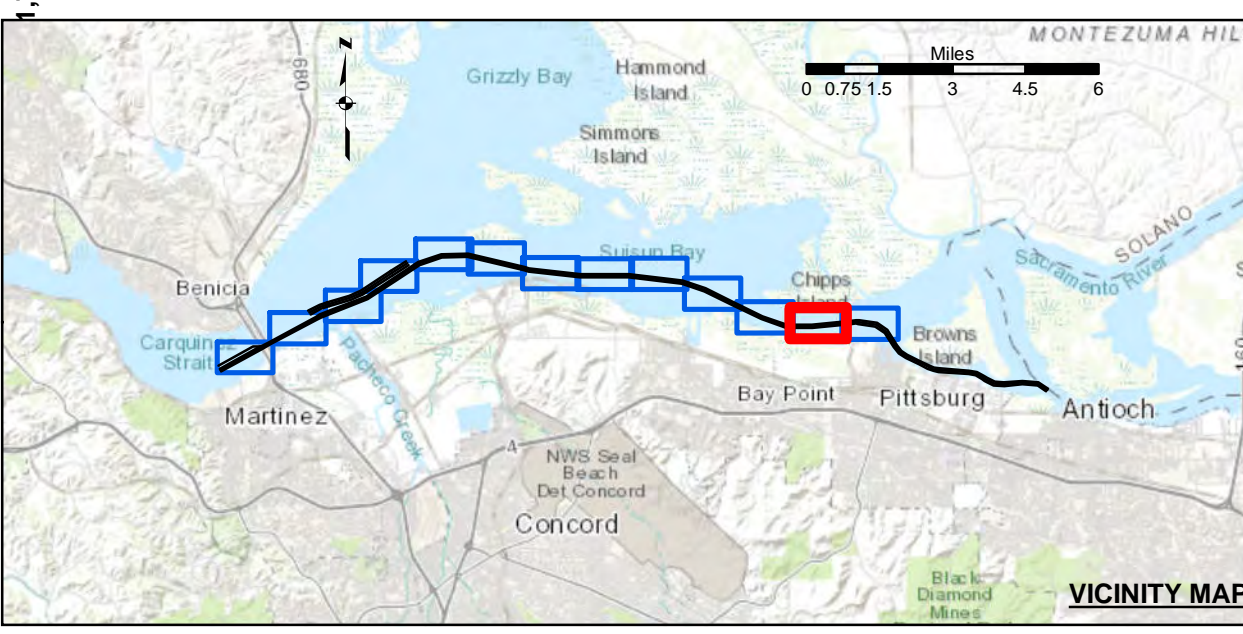 MONTEZUMA HIL
N
680
Grizzly Bay
Hammond
Island
Miles
0 0.75 1.5 3 4.5 6
Simmons
Island
SOLANO
Sacramento River
Suisun Bay
Chipps
Island
Benicia
Carquinez
Strait
Pacheco Creek
Browns
Island
160
Bay Point
Pittsburg
Antioch
Martinez
4
NWS Seal
Beach
Det Concord
Concord
Black
Diamond
Mines
VICINITY MAP